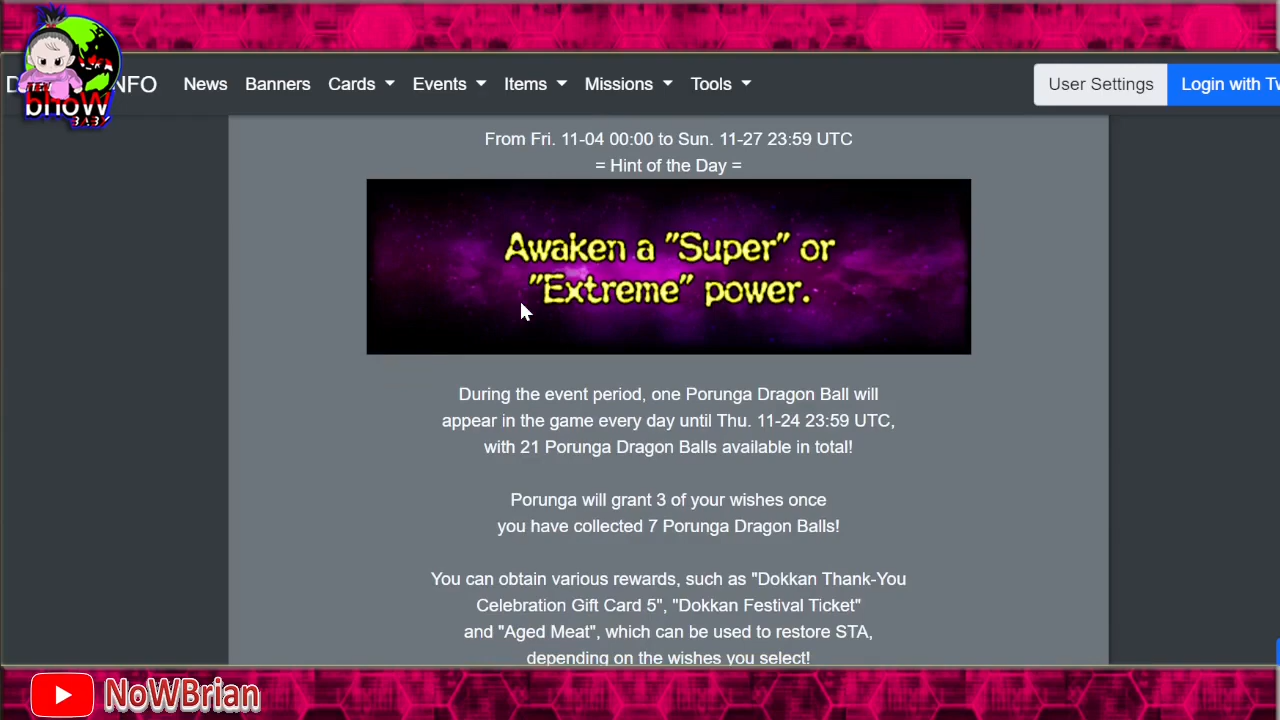 News Banners Cards Events Items Missions Tools User Settings Login with
From Fri. 11-04 00:00 to Sun. 11-27 23:59 UTC
= Hint of the Day =
Awaken a "Super" or
"Extreme" power.
During the event period, one Porunga Dragon Ball will
appear in the game every day until Thu. 11-24 23:59 UTC,
with 21 Porunga Dragon Balls available in total!
Porunga will grant 3 of your wishes once
you have collected 7 Porunga Dragon Balls!
You can obtain various rewards, such as "Dokkan Thank-You
Celebration Gift Card 5", "Dokkan Festival Ticket"
and "Aged Meat", which can be used to restore STA,
depending on the wishes you select!
NoWBrian